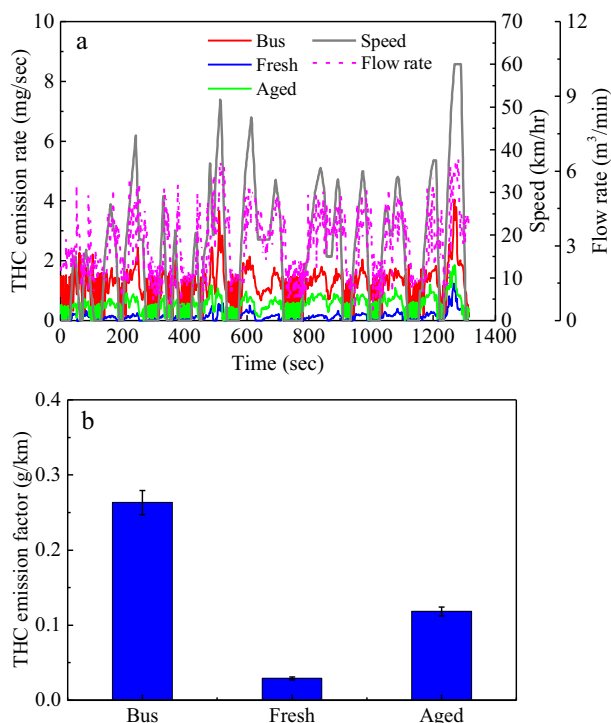 a
Bus
Fresh
Aged
Speed
Flow rate
THC emission rate (mg/sec)
10
8
6
4
2
0
Speed (km/hr)
70
60
50
40
30
20
10
0
Flow rate (m³/min)
12
9
6
3
0
0 200 400 600 800 1000 1200 1400
Time (sec)
b
THC emission factor (g/km)
0.4
0.3
0.2
0.1
0.0
Bus Fresh Aged